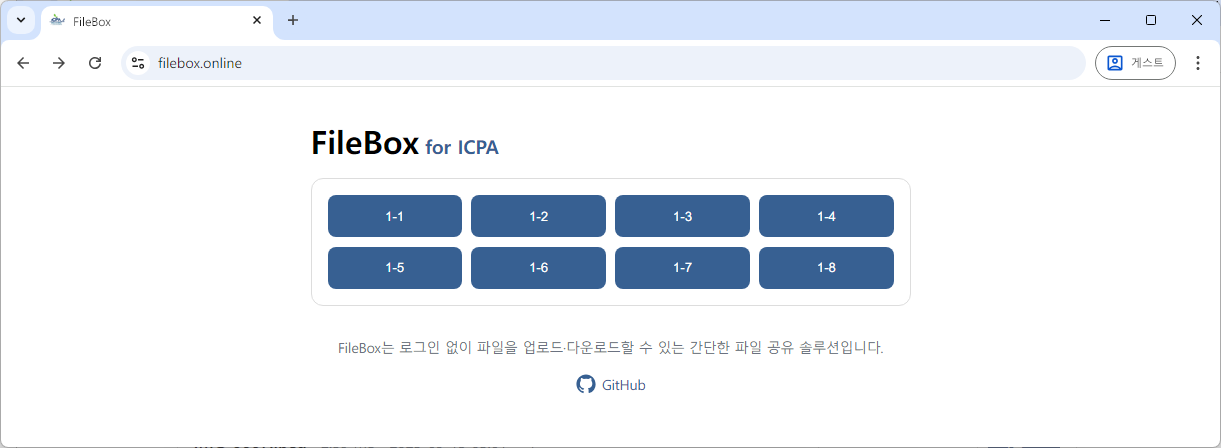 FileBox
filebox.online
게스트
FileBox for ICPA
1-1 1-2 1-3 1-4
1-5 1-6 1-7 1-8
FileBox는 로그인 없이 파일을 업로드·다운로드할 수 있는 간단한 파일 공유 솔루션입니다.
GitHub